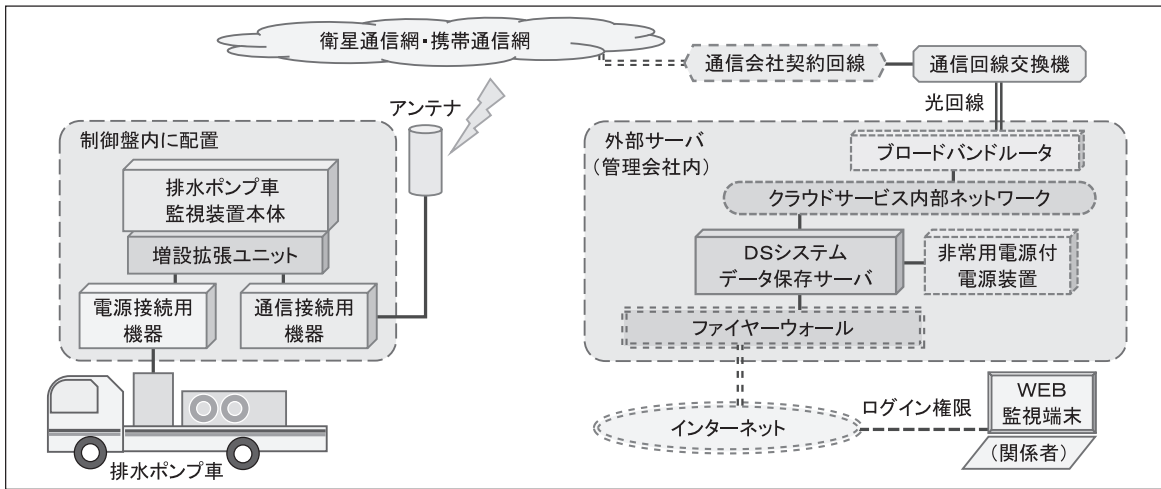 衛星通信網・携帯通信網
通信会社契約回線
通信回線交換機
光回線
アンテナ
制御盤内に配置
排水ポンプ車
監視装置本体
増設拡張ユニット
電源接続用
機器
通信接続用
機器
排水ポンプ車
外部サーバ
(管理会社内)
ブロードバンドルータ
クラウドサービス内部ネットワーク
DSシステム
データ保存サーバ
非常用電源付
電源装置
ファイヤーウォール
インターネット
ログイン権限
WEB
監視端末
(関係者)